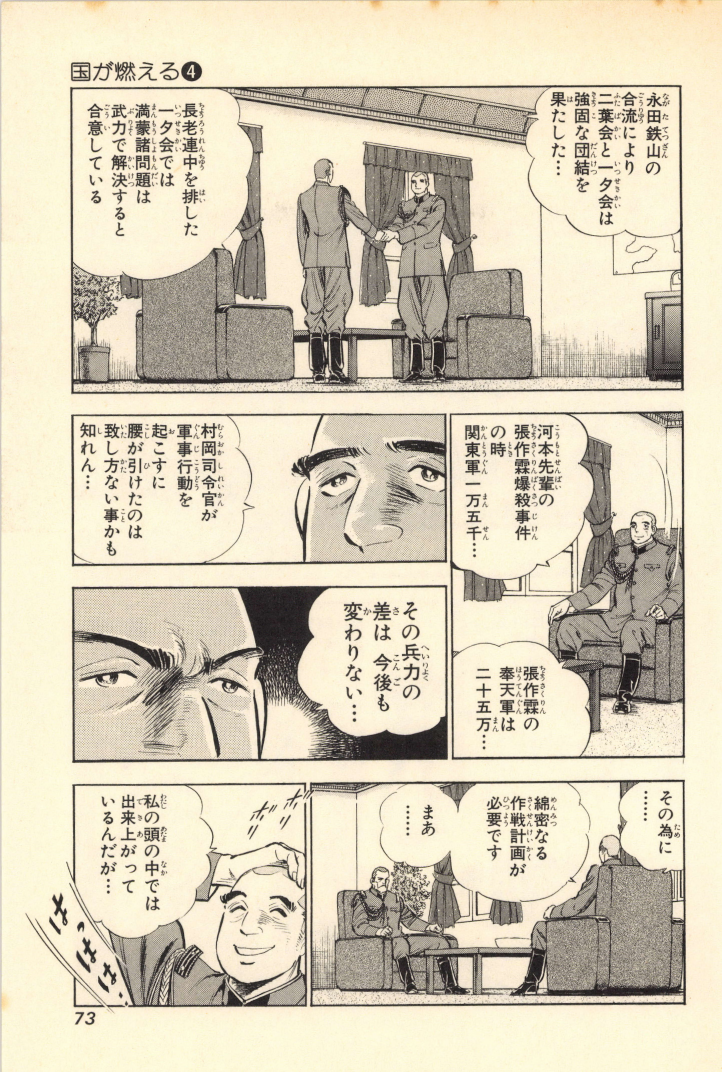 国が燃える❹
永田鉄山の
合流により
二葉会と一夕会は
強固な団結を
果たした…
長老連中を排した
一夕会では
満蒙諸問題は
武力で解決すると
合意している
河本先輩の
張作霖爆殺事件
の時
関東軍一万五千…
張作霖の
奉天軍は
二十五万…
村岡司令官が
軍事行動を
起こすに
腰が引けたのは
致し方ない事かも
知れん…
その兵力の
差は 今後も
変わりない…
その為に
……
綿密なる
作戦計画が
必要です
まあ
……
私の頭の中では
出来上がって
いるんだが…
はっはは…
73